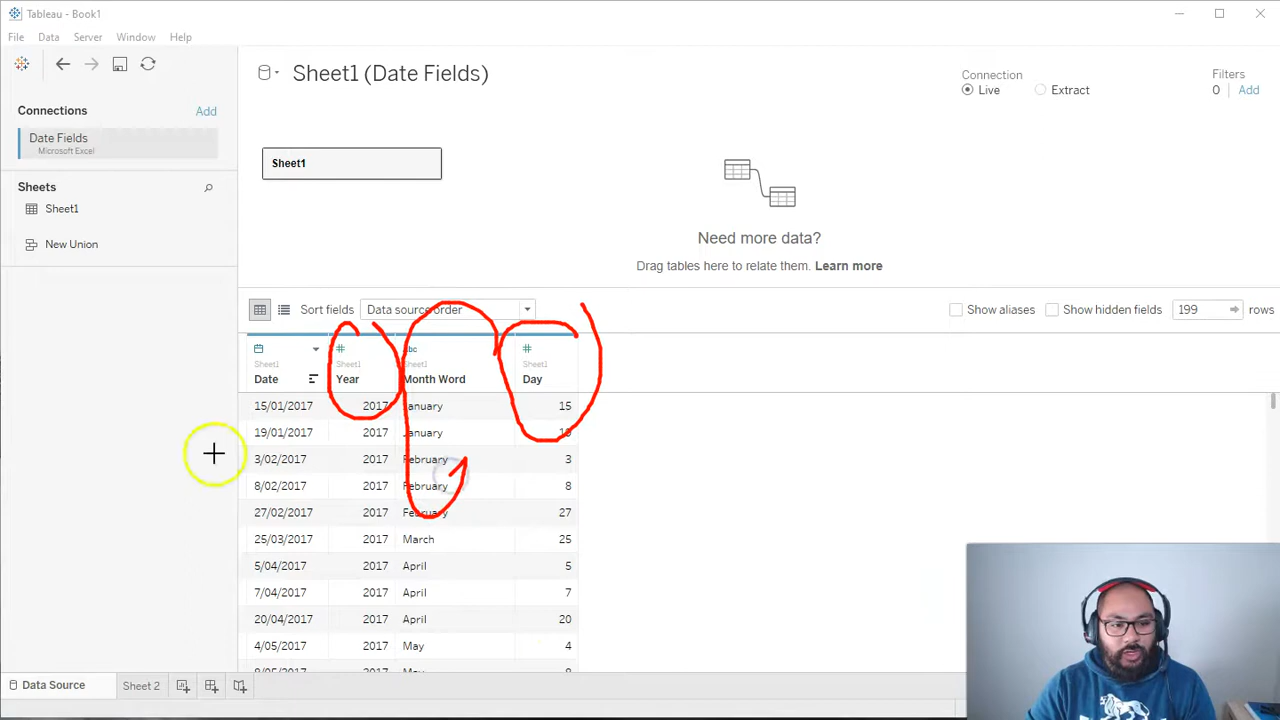 Tableau - Book1
File Data Server Window Help
Sheet1 (Date Fields)
Connection
Live Extract
Filters
0 Add
Connections Add
Date Fields
Microsoft Excel
Sheets
Sheet1
New Union
Sheet1
Need more data?
Drag tables here to relate them. Learn more
Sort fields Data source order Show aliases Show hidden fields 199 rows
# Abc #
Sheet1 Sheet1 Sheet1 Sheet1
Date Year Month Word Day
15/01/2017 2017 January 15
19/01/2017 2017 January 19
3/02/2017 2017 February 3
8/02/2017 2017 February 8
27/02/2017 2017 February 27
25/03/2017 2017 March 25
5/04/2017 2017 April 5
7/04/2017 2017 April 7
20/04/2017 2017 April 20
4/05/2017 2017 May 4
Data Source Sheet 2